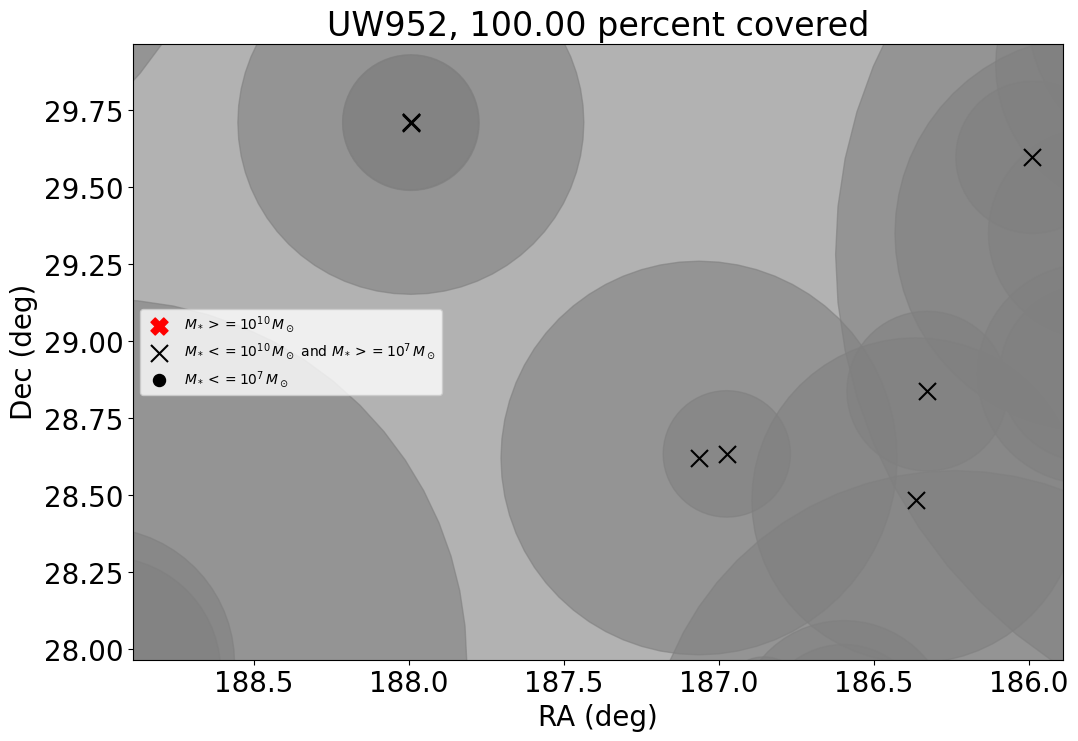 UW952, 100.00 percent covered
29.75
29.50
29.25
29.00
28.75
28.50
28.25
28.00
Dec (deg)
M* >= 10^10 M⊙
M* <= 10^10 M⊙ and M* >= 10^7 M⊙
M* <= 10^7 M⊙
188.5 188.0 187.5 187.0 186.5 186.0
RA (deg)